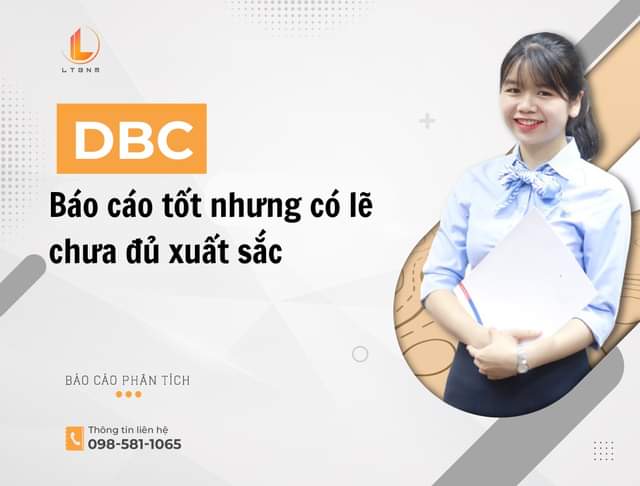 LTBNM
DBC
Báo cáo tốt nhưng có lẽ
chưa đủ xuất sắc
BÁO CÁO PHÂN TÍCH
Thông tin liên hệ
098-581-1065